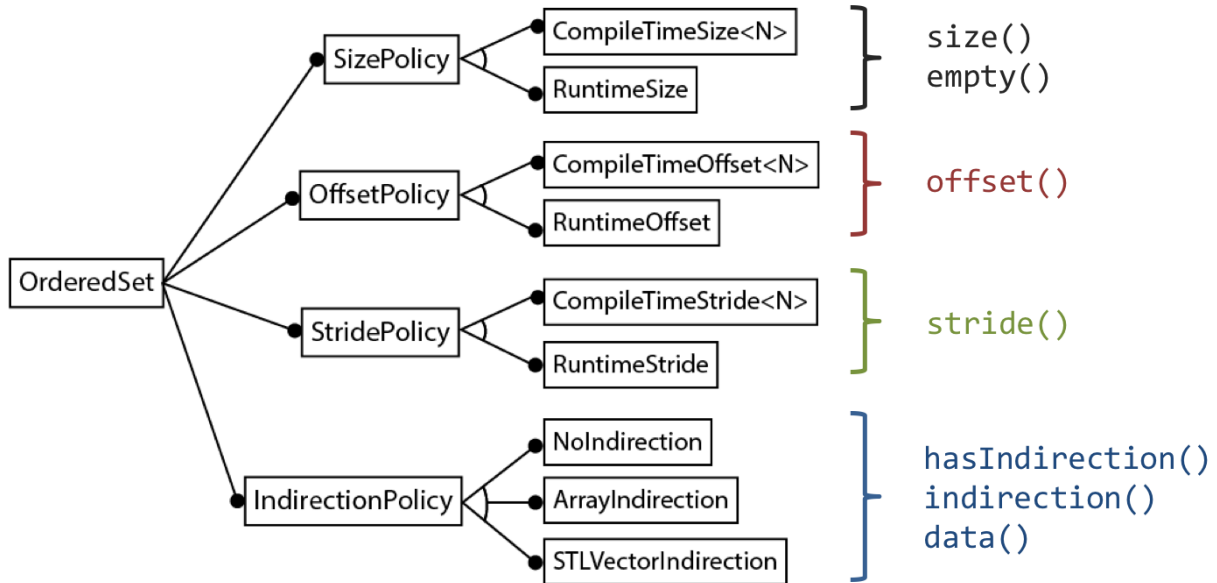 OrderedSet
SizePolicy
CompileTimeSize<N>
RuntimeSize
size()
empty()
OffsetPolicy
CompileTimeOffset<N>
RuntimeOffset
offset()
StridePolicy
CompileTimeStride<N>
RuntimeStride
stride()
IndirectionPolicy
NoIndirection
ArrayIndirection
STLVectorIndirection
hasIndirection()
indirection()
data()